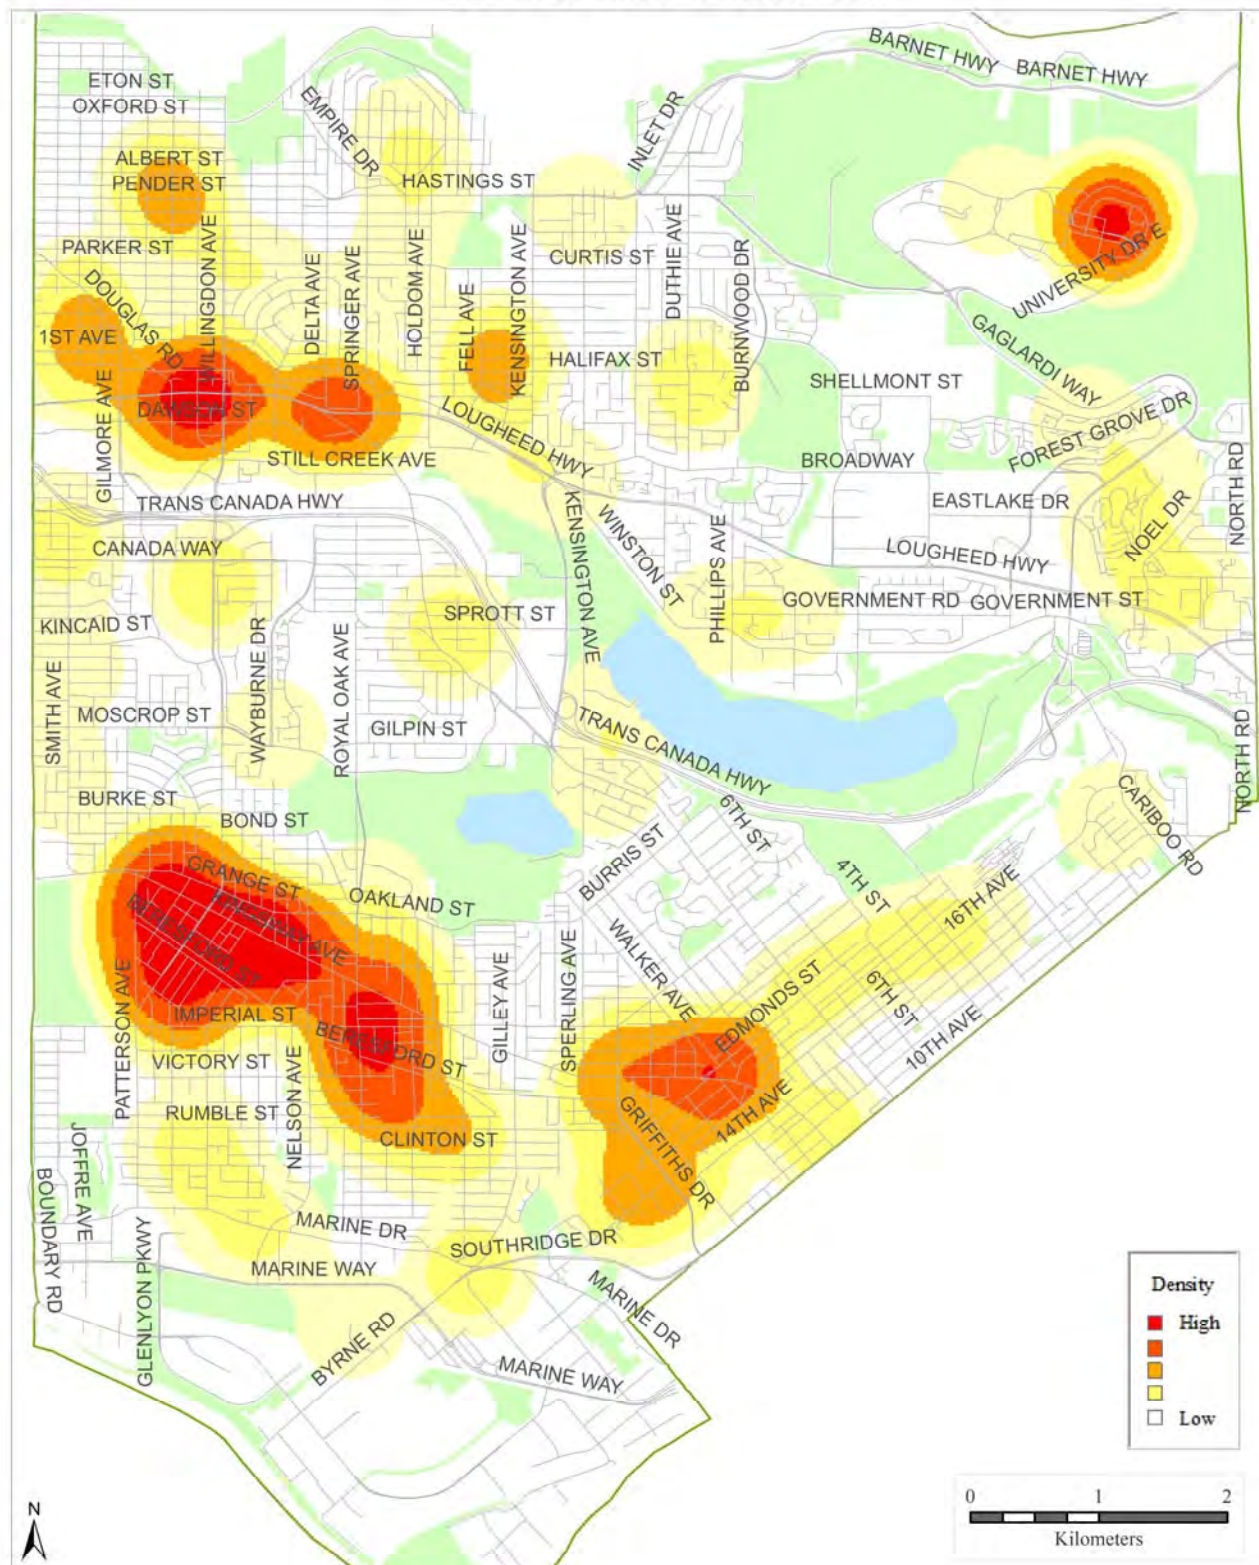 BARNET HWY
BARNET HWY
ETON ST
OXFORD ST
EMPIRE DR
INLET DR
ALBERT ST
PENDER ST
HASTINGS ST
PARKER ST
WILLINGDON AVE
DELTA AVE
SPRINGER AVE
HOLDOM AVE
FELL AVE
KENSINGTON AVE
CURTIS ST
DUTHIE AVE
BURNWOOD DR
UNIVERSITY DR E
DOUGLAS RD
1ST AVE
HALIFAX ST
GAGLARDI WAY
SHELLMONT ST
GILMORE AVE
DAWSON ST
LOUGHEED HWY
FOREST GROVE DR
STILL CREEK AVE
BROADWAY
NORTH RD
TRANS CANADA HWY
EASTLAKE DR
NOEL DR
CANADA WAY
KENSINGTON AVE
WINSTON ST
PHILLIPS AVE
LOUGHEED HWY
KINCAID ST
SPROTT ST
GOVERNMENT RD
GOVERNMENT ST
SMITH AVE
WAYBURNE DR
ROYAL OAK AVE
MOSCROP ST
GILPIN ST
TRANS CANADA HWY
NORTH RD
BURKE ST
BOND ST
6TH ST
CARIBOO RD
BURRIS ST
4TH ST
16TH AVE
GRANGE ST
OAKLAND ST
KINGSWAY AVE
BERESFORD ST
WALKER AVE
SPERLING AVE
GILLEY AVE
EDMONDS ST
6TH ST
10TH AVE
PATTERSON AVE
IMPERIAL ST
BERESFORD ST
VICTORY ST
NELSON AVE
14TH AVE
GRIFFITHS DR
RUMBLE ST
CLINTON ST
JOFFRE AVE
BOUNDARY RD
MARINE DR
SOUTHRIDGE DR
GLENLYON PKWY
MARINE WAY
MARINE DR
BYRNE RD
MARINE WAY
Density
High
Low
N
0 1 2
Kilometers